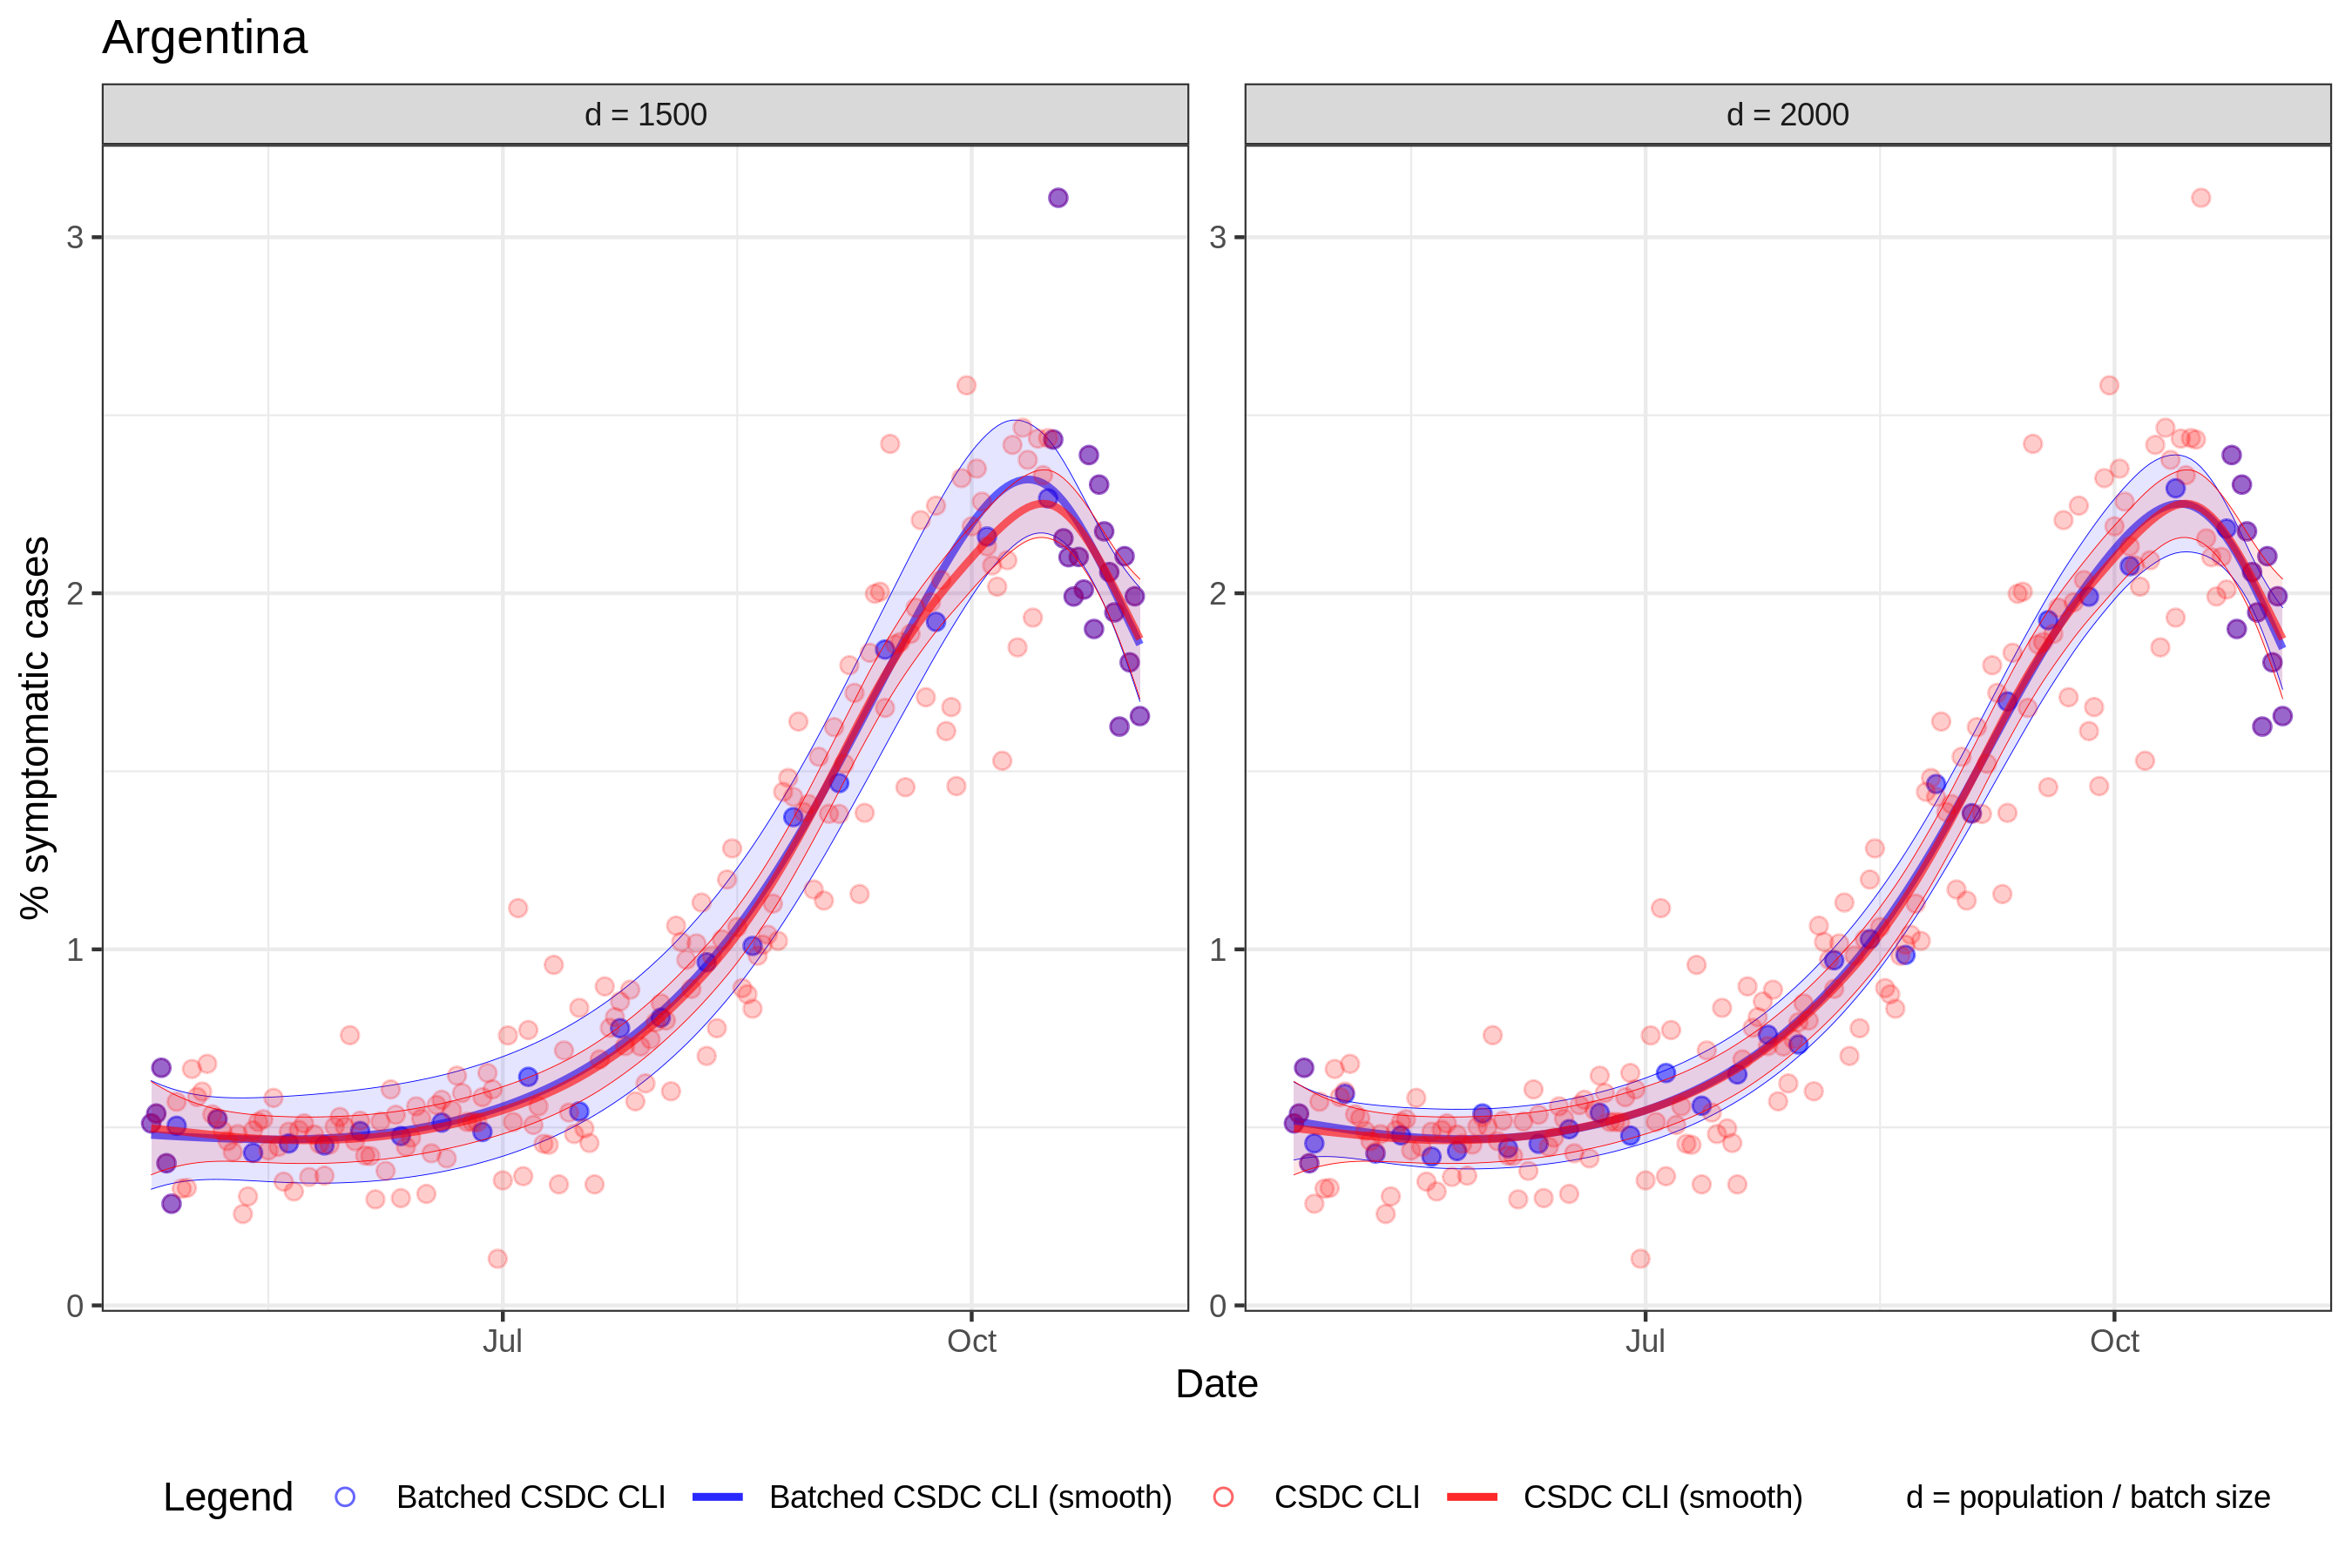 Argentina
d = 1500
d = 2000
% symptomatic cases
3
2
1
0
3
2
1
0
Jul
Oct
Jul
Oct
Date
Legend
Batched CSDC CLI
Batched CSDC CLI (smooth)
CSDC CLI
CSDC CLI (smooth)
d = population / batch size